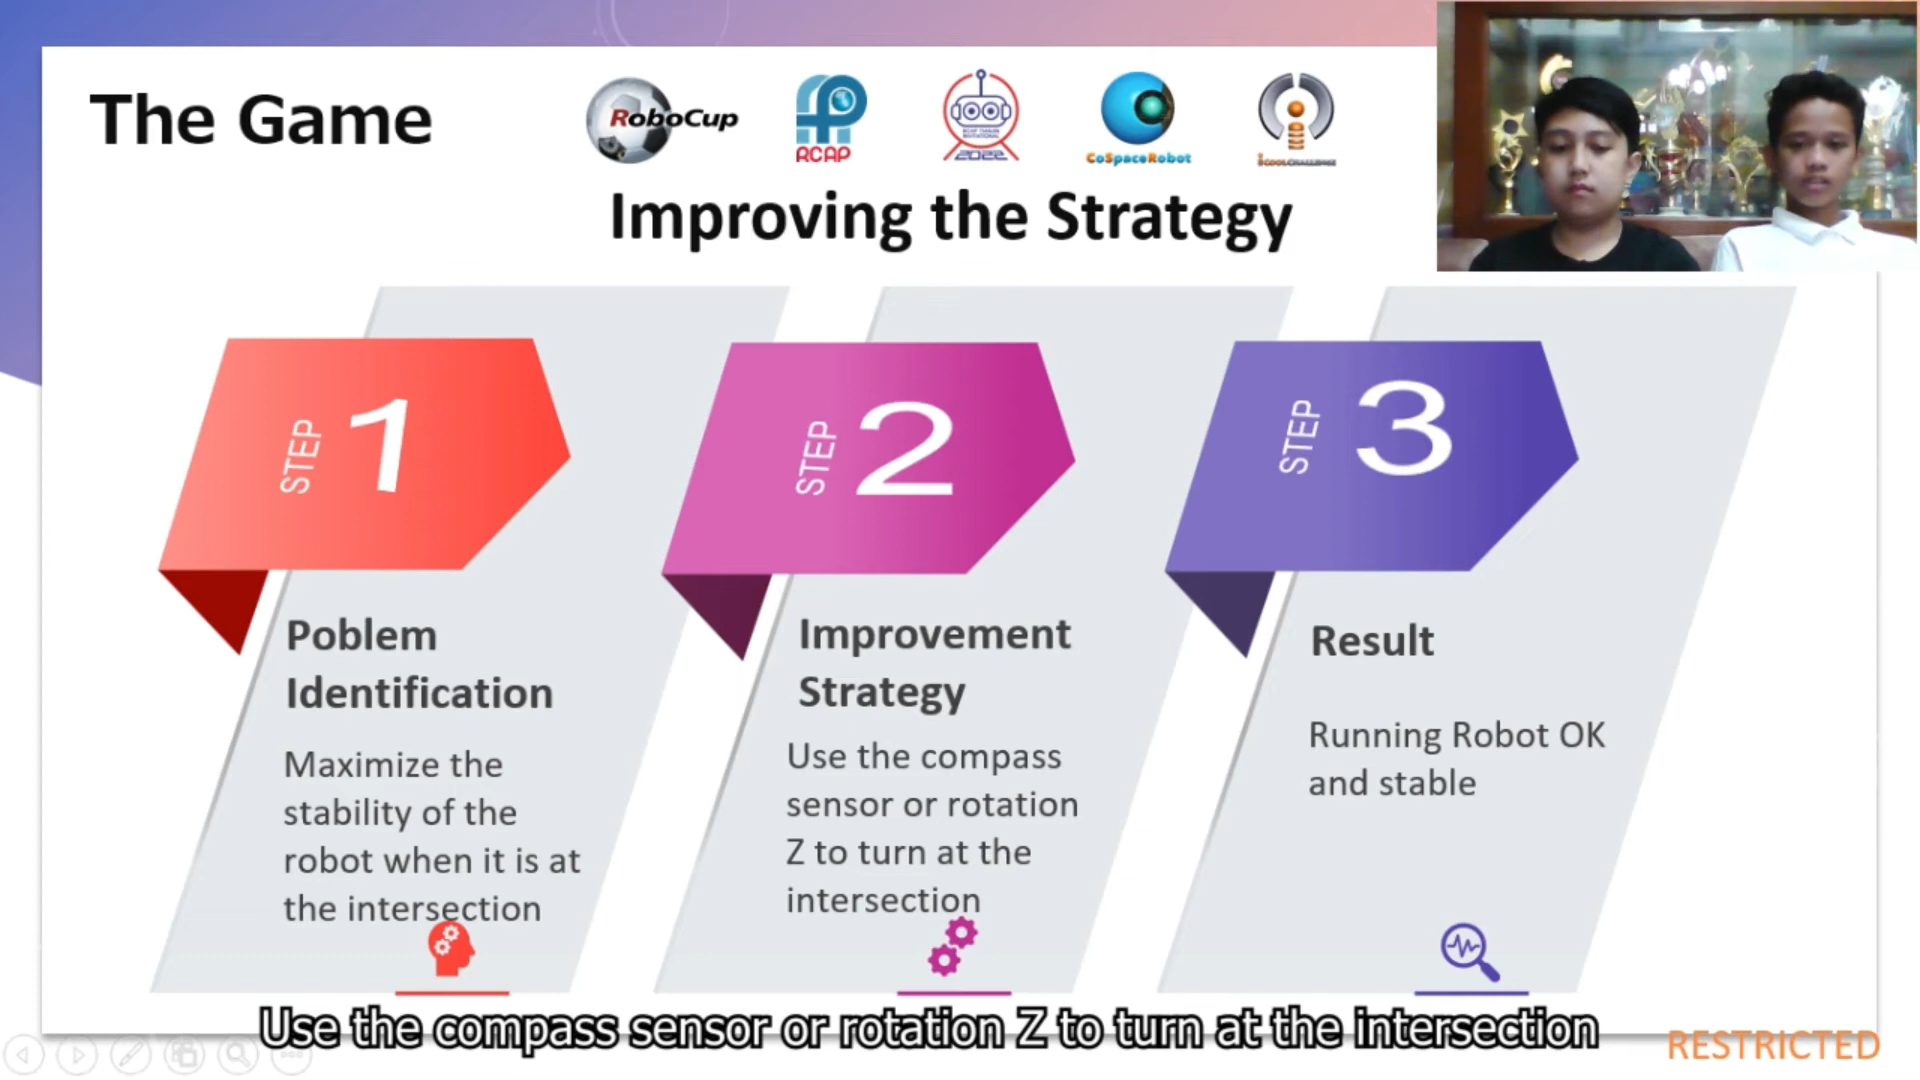 The Game
RoboCup
RCAP
2022
CoSpaceRobot
Improving the Strategy
STEP 1
Poblem
Identification
Maximize the
stability of the
robot when it is at
the intersection
STEP 2
Improvement
Strategy
Use the compass
sensor or rotation
Z to turn at the
intersection
STEP 3
Result
Running Robot OK
and stable
Use the compass sensor or rotation Z to turn at the intersection
RESTRICTED